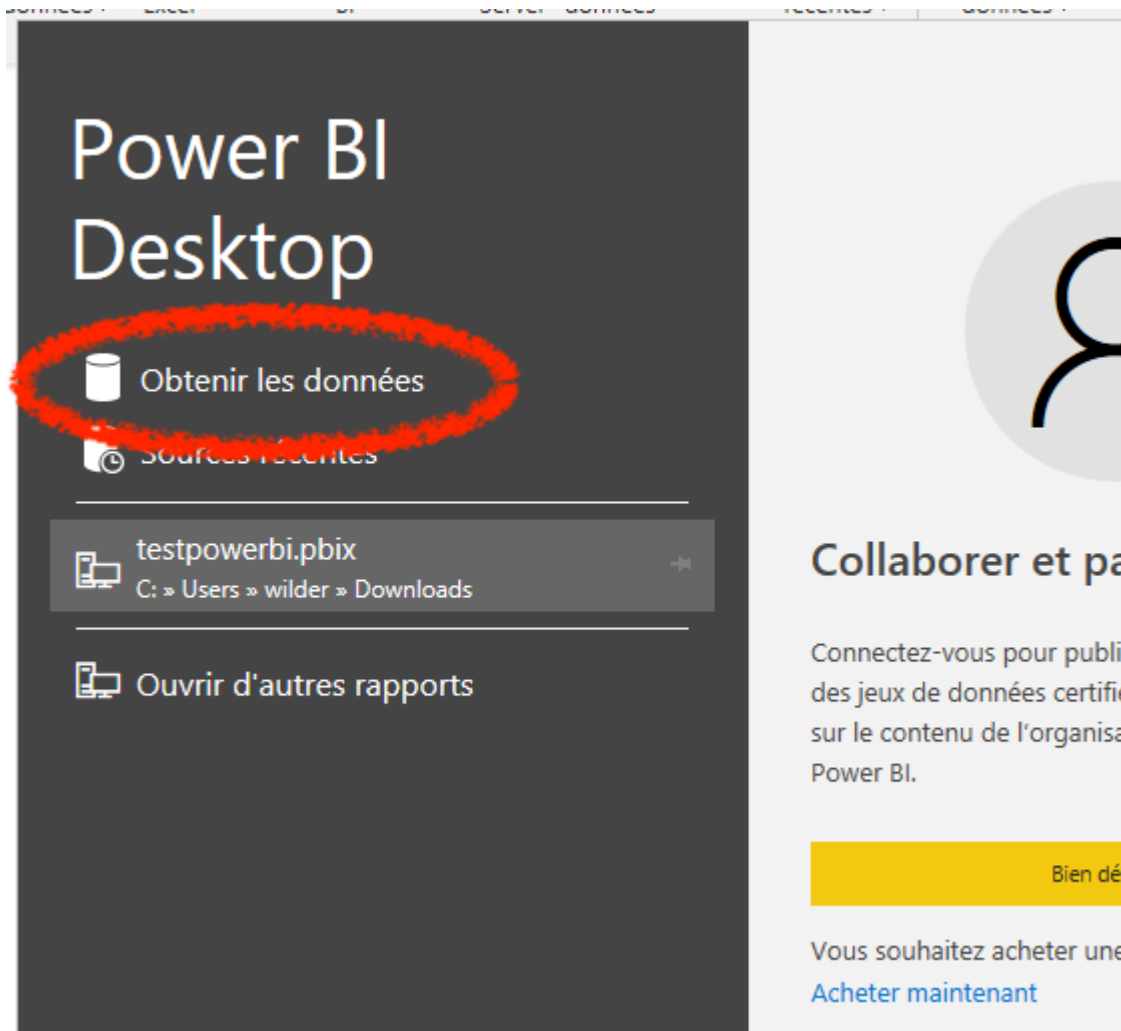 Power BI
Desktop
Obtenir les données
Sources récentes
testpowerbi.pbix
C: » Users » wilder » Downloads
Ouvrir d'autres rapports
Collaborer et pa
Connectez-vous pour publi
des jeux de données certifi
sur le contenu de l'organisa
Power BI.
Bien dé
Vous souhaitez acheter une
Acheter maintenant